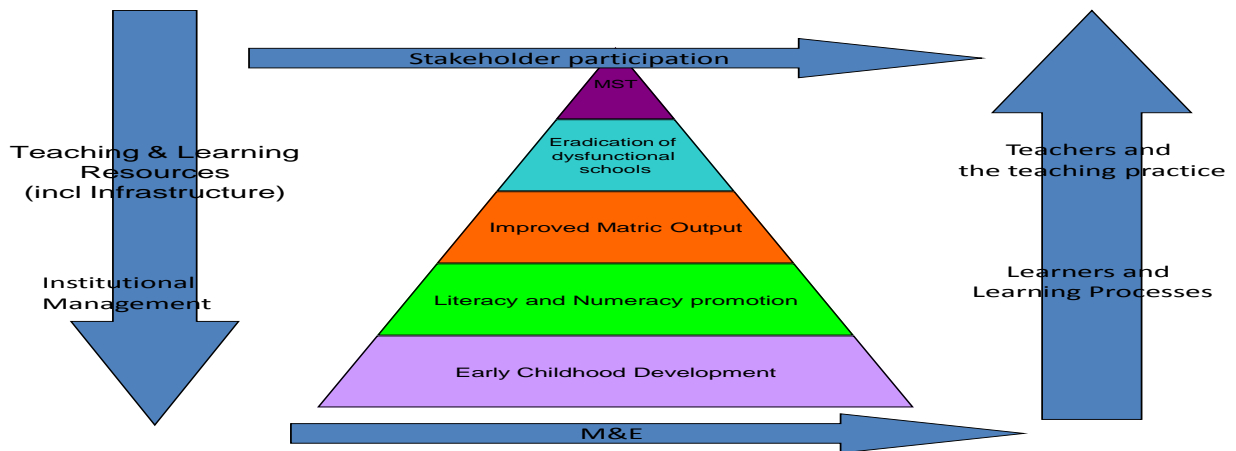 Stakeholder participation
MST
Teaching & Learning
Resources
(incl Infrastructure)
Eradication of
dysfunctional
schools
Teachers and
the teaching practice
Improved Matric Output
Institutional
Management
Literacy and Numeracy promotion
Learners and
Learning Processes
Early Childhood Development
M&E